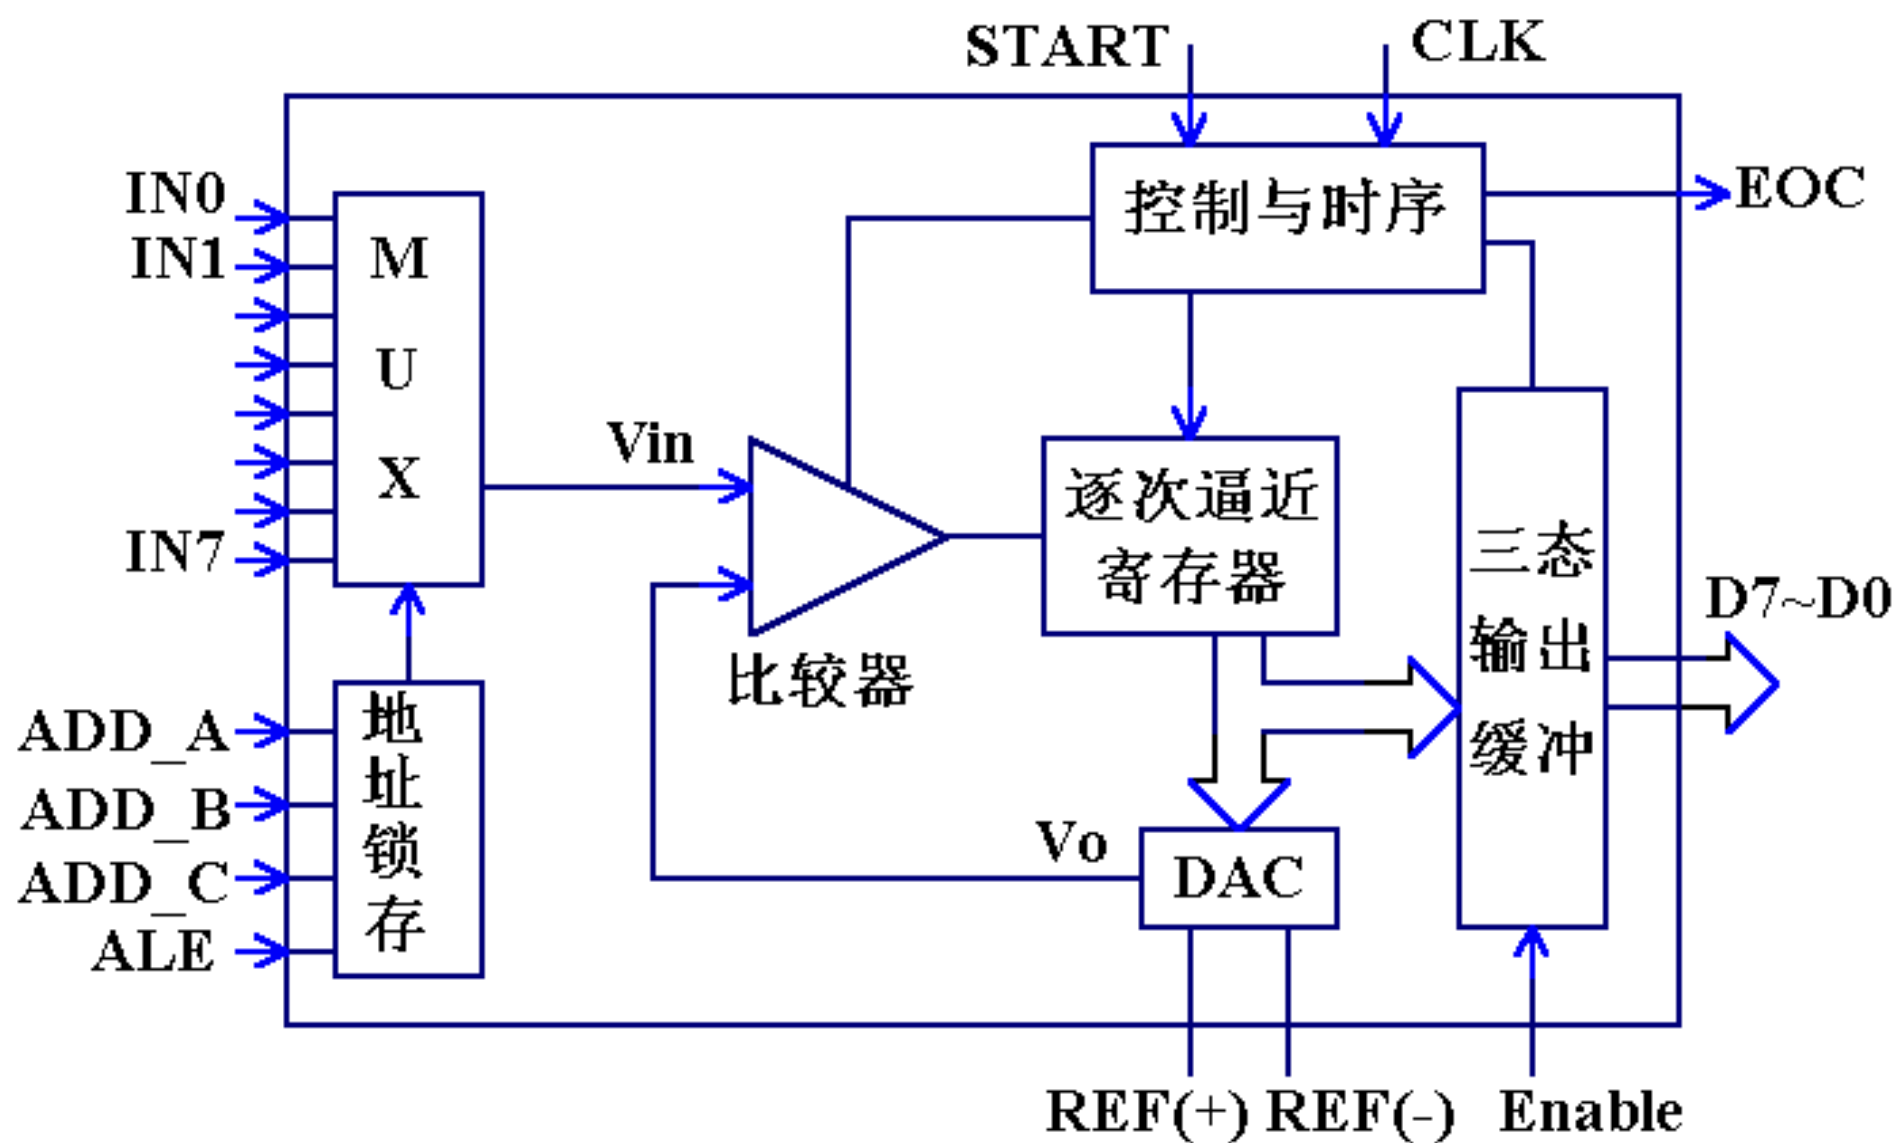 START
CLK
IN0
IN1
IN7
M
U
X
控制与时序
EOC
Vin
比较器
逐次逼近
寄存器
三态
输出
缓冲
D7~D0
ADD_A
ADD_B
ADD_C
ALE
地
址
锁
存
Vo
DAC
REF(+)
REF(-)
Enable